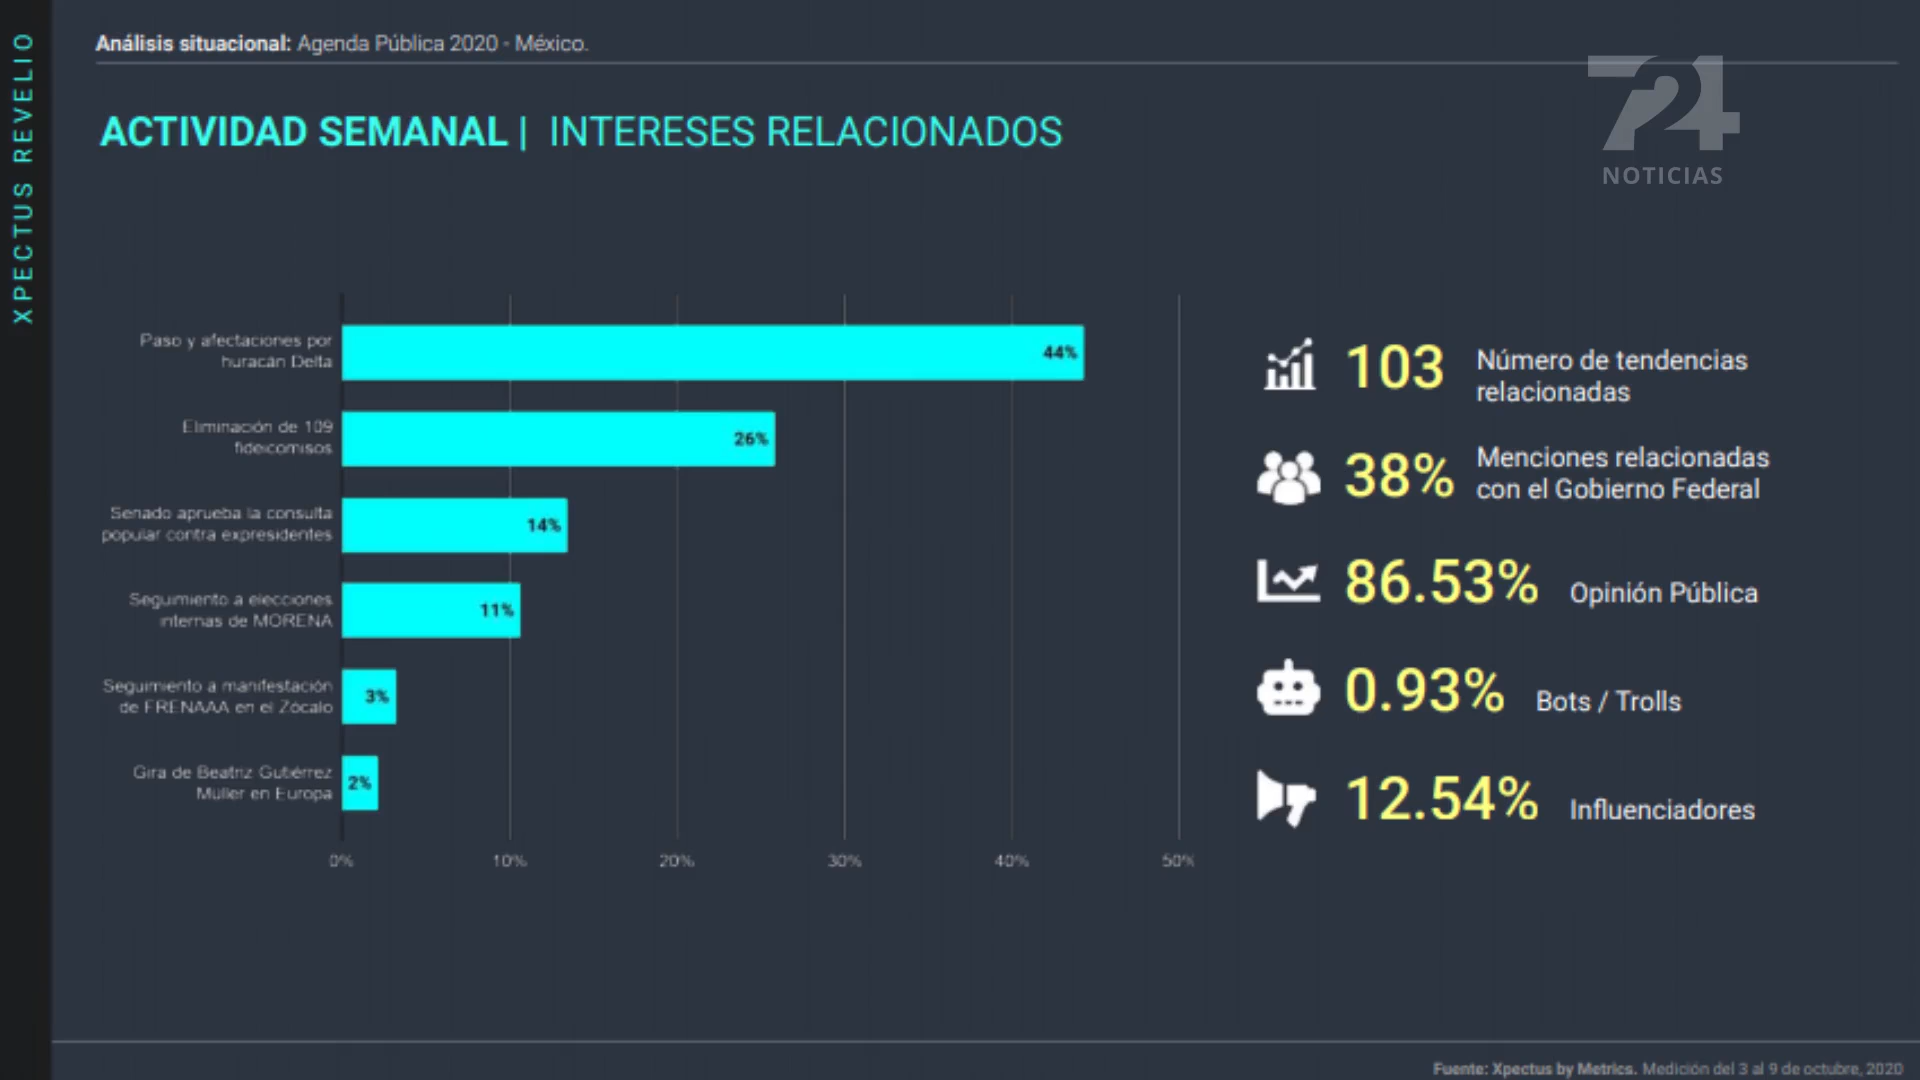 XPECTUS REVELIO
Análisis situacional: Agenda Pública 2020 - México.
724
NOTICIAS
ACTIVIDAD SEMANAL | INTERESES RELACIONADOS
Paso y afectaciones por
huracán Delta
44%
Eliminación de 109
fideicomisos
26%
Senado aprueba la consulta
popular contra expresidentes
14%
Seguimiento a elecciones
internas de MORENA
11%
Seguimiento a manifestación
de FRENAAA en el Zócalo
3%
Gira de Beatriz Gutiérrez
Müller en Europa
2%
0% 10% 20% 30% 40% 50%
103 Número de tendencias
relacionadas
38% Menciones relacionadas
con el Gobierno Federal
86.53% Opinión Pública
0.93% Bots / Trolls
12.54% Influenciadores
Fuente: Xpectus by Metrics. Medición del 3 al 9 de octubre, 2020